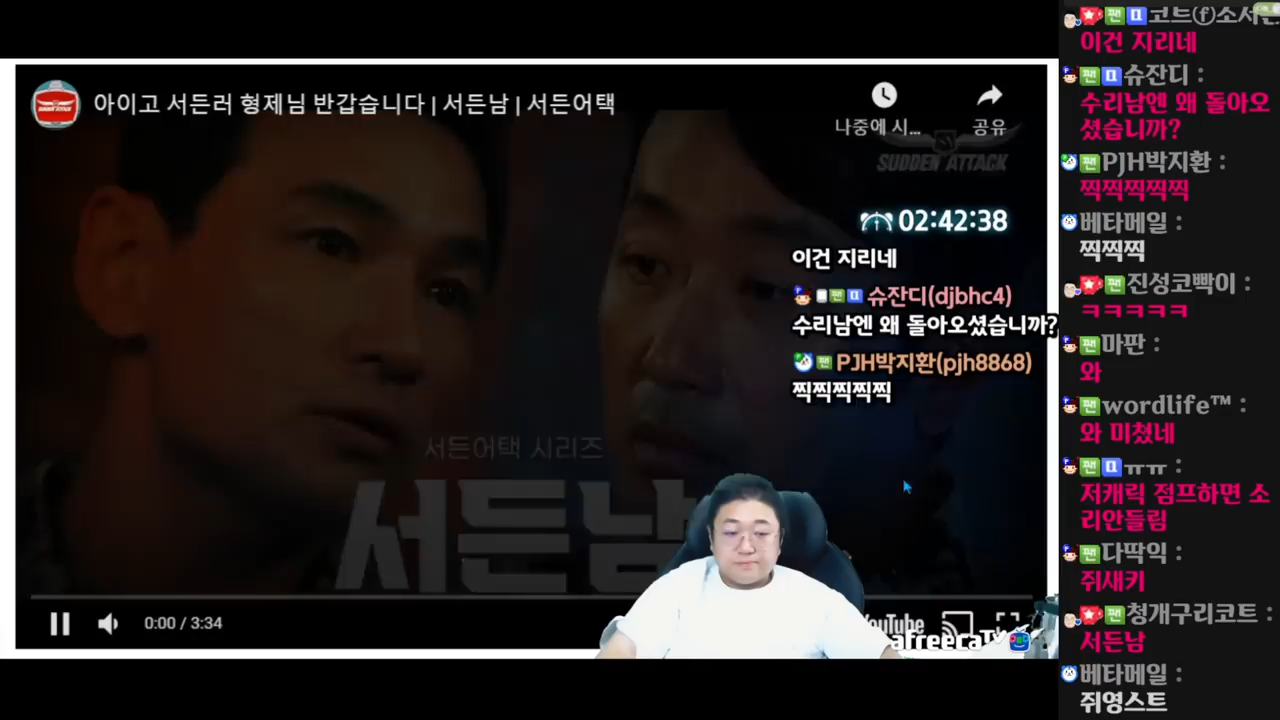 아이고 서든러 형제님 반갑습니다 | 서든남 | 서든어택
나중에 시...
공유
SUDDEN ATTACK
02:42:38
이건 지리네
슈잔디(djbhc4)
수리남엔 왜 돌아오셨습니까?
PJH박지환(pjh8868)
찍찍찍찍찍
서든어택 시리즈
서든남
0:00 / 3:34
YouTube
afreecaTV
이건 지리네
슈잔디 :
수리남엔 왜 돌아오
셨습니까?
PJH박지환 :
찍찍찍찍찍
베타메일 :
찍찍찍
진성코빡이 :
ㅋㅋㅋㅋㅋ
마판 :
와
wordlife™ :
와 미쳤네
ㅠㅠ :
저캐릭 점프하면 소
리안들림
다딱익 :
쥐새키
청개구리코트 :
서든남
베타메일 :
쥐영스트